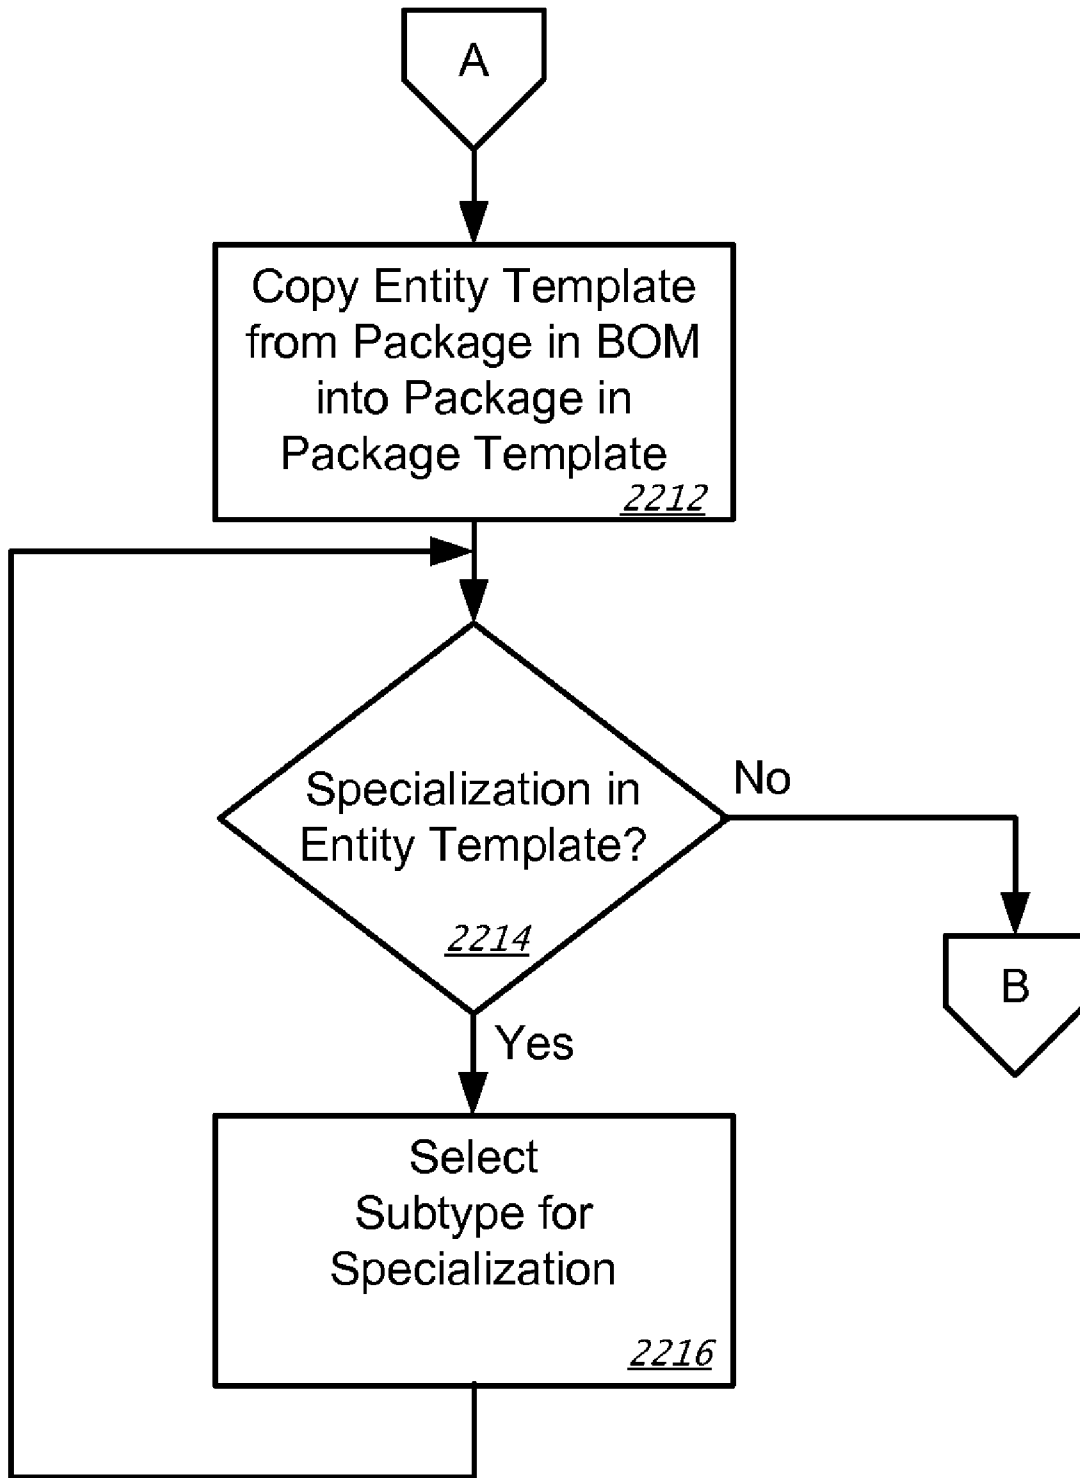 A
Copy Entity Template
from Package in BOM
into Package in
Package Template
2212
Specialization in
Entity Template?
2214
No
B
Yes
Select
Subtype for
Specialization
2216